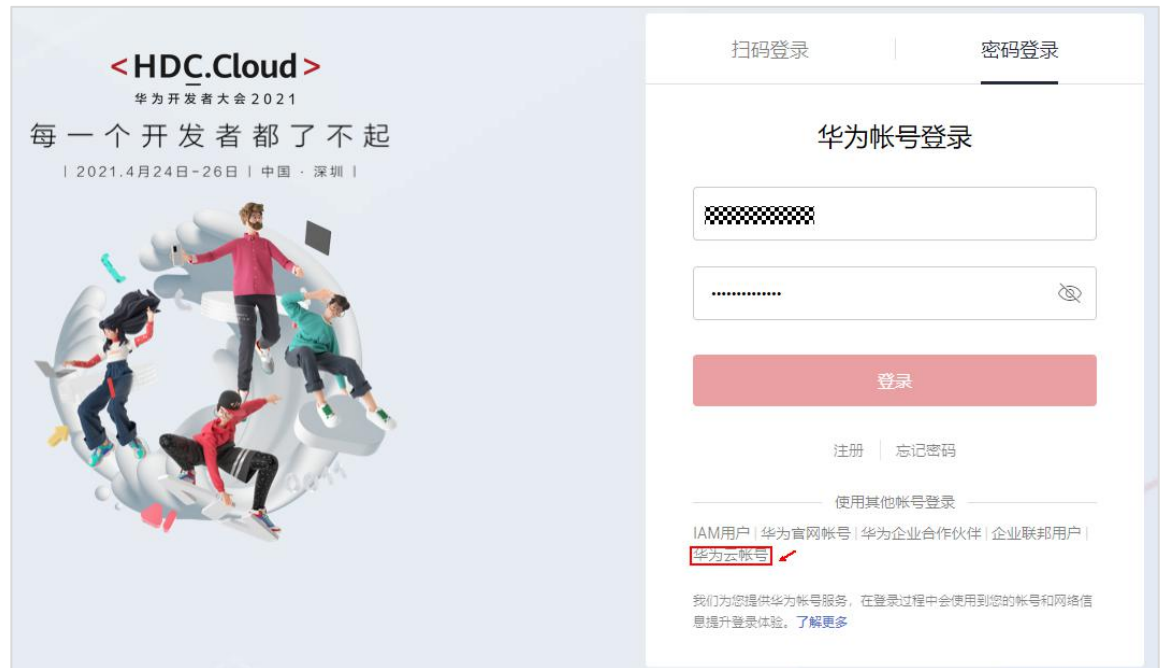 <HDC.Cloud>
华为开发者大会2021
每一个开发者都了不起
| 2021.4月24日-26日 | 中国 · 深圳 |
扫码登录
密码登录
华为帐号登录
登录
注册 | 忘记密码
使用其他帐号登录
IAM用户 | 华为官网帐号 | 华为企业合作伙伴 | 企业联邦用户 |
华为云帐号
我们为您提供华为帐号服务，在登录过程中会使用到您的帐号和网络信
息提升登录体验。了解更多